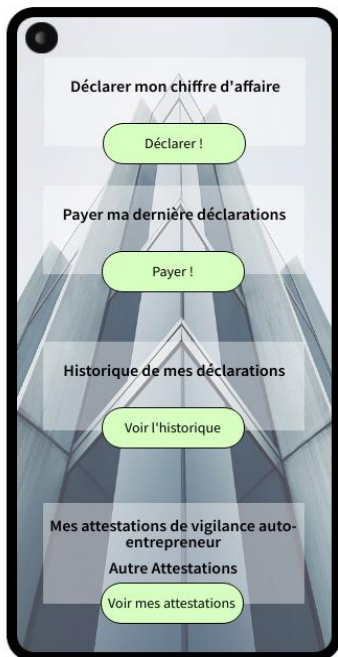 Déclarer mon chiffre d'affaire
Déclarer !
Payer ma dernière déclarations
Payer !
Historique de mes déclarations
Voir l'historique
Mes attestations de vigilance auto-
entrepreneur
Autre Attestations
Voir mes attestations